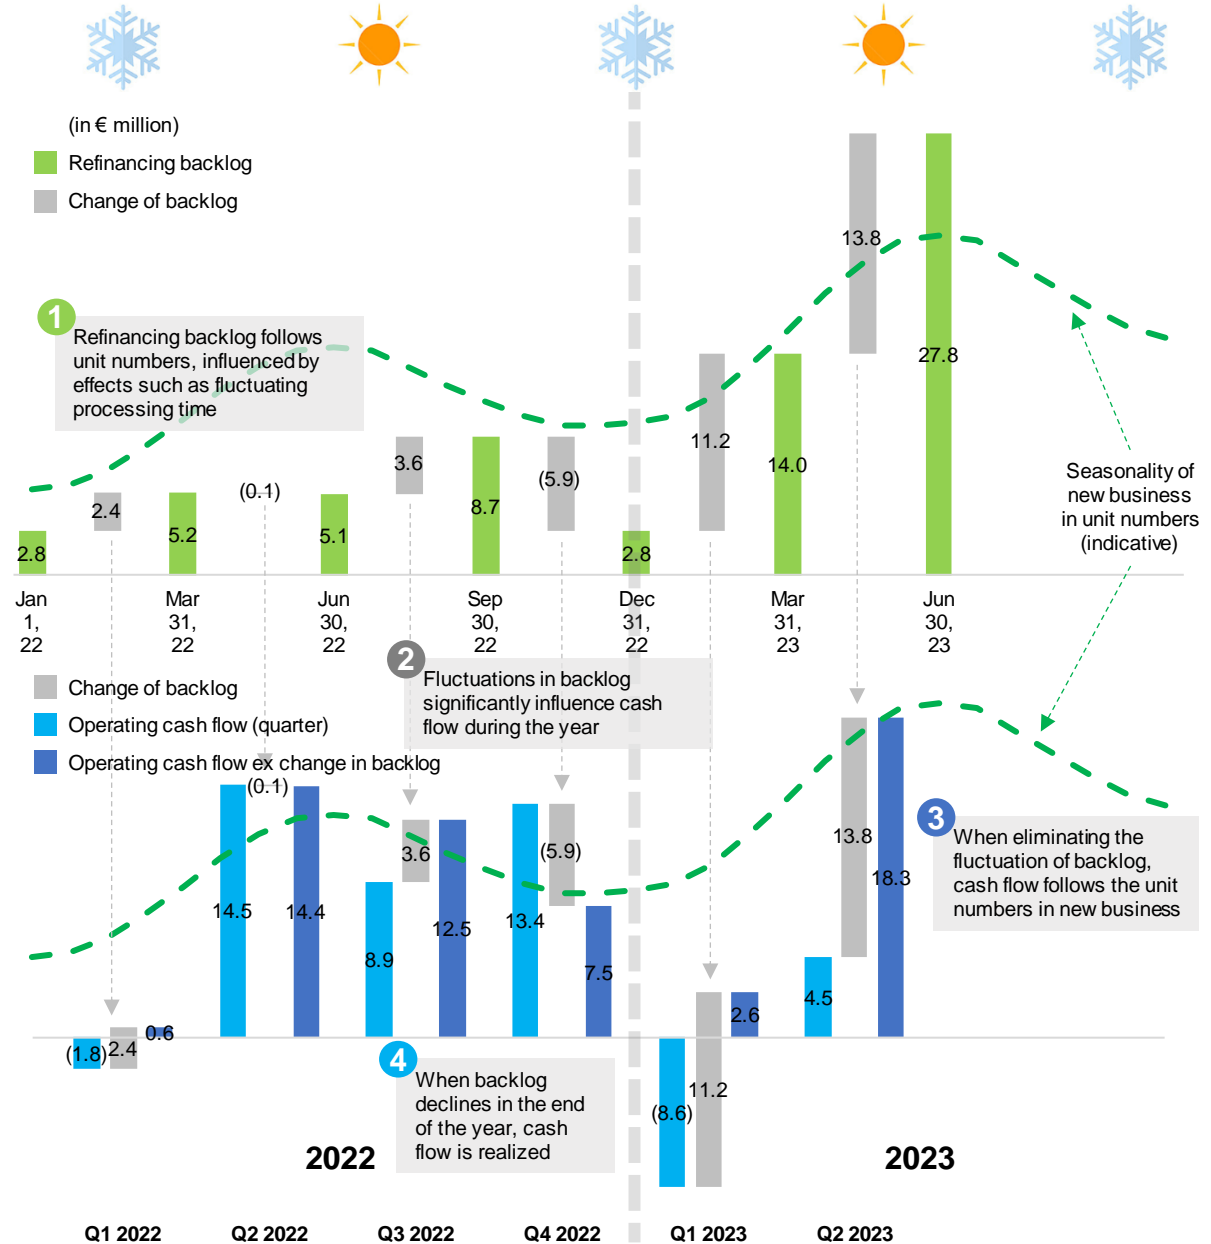 (in € million)
Refinancing backlog
Change of backlog
1
Refinancing backlog follows
unit numbers, influenced by
effects such as fluctuating
processing time
2.8
2.4
5.2
(0.1)
5.1
3.6
8.7
(5.9)
2.8
11.2
14.0
13.8
27.8
Seasonality of
new business
in unit numbers
(indicative)
Jan
1,
22
Mar
31,
22
Jun
30,
22
Sep
30,
22
Dec
31,
22
Mar
31,
23
Jun
30,
23
2
Fluctuations in backlog
significantly influence cash
flow during the year
Change of backlog
Operating cash flow (quarter)
Operating cash flow ex change in backlog
(1.8)
2.4
0.6
14.5
(0.1)
14.4
8.9
3.6
12.5
13.4
(5.9)
7.5
(8.6)
11.2
2.6
4.5
13.8
18.3
3
When eliminating the
fluctuation of backlog,
cash flow follows the unit
numbers in new business
4
When backlog
declines in the end
of the year, cash
flow is realized
2022
2023
Q1 2022
Q2 2022
Q3 2022
Q4 2022
Q1 2023
Q2 2023